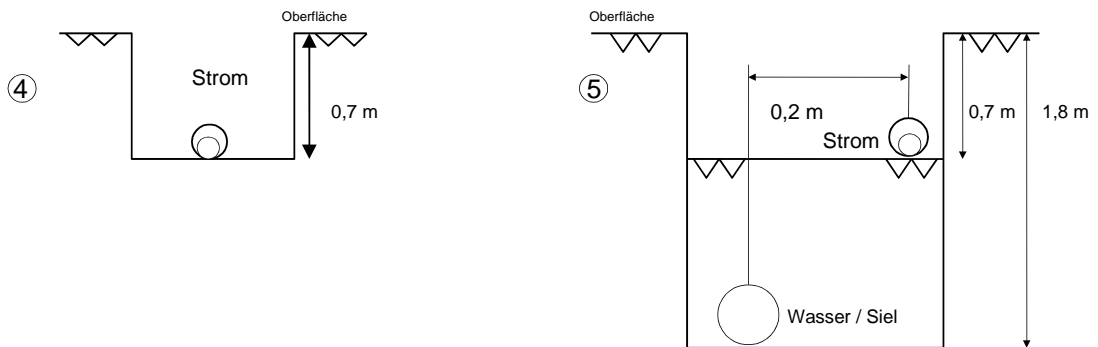 Oberfläche
④
Strom
0,7 m
Oberfläche
⑤
0,2 m
Strom
0,7 m
1,8 m
Wasser / Siel